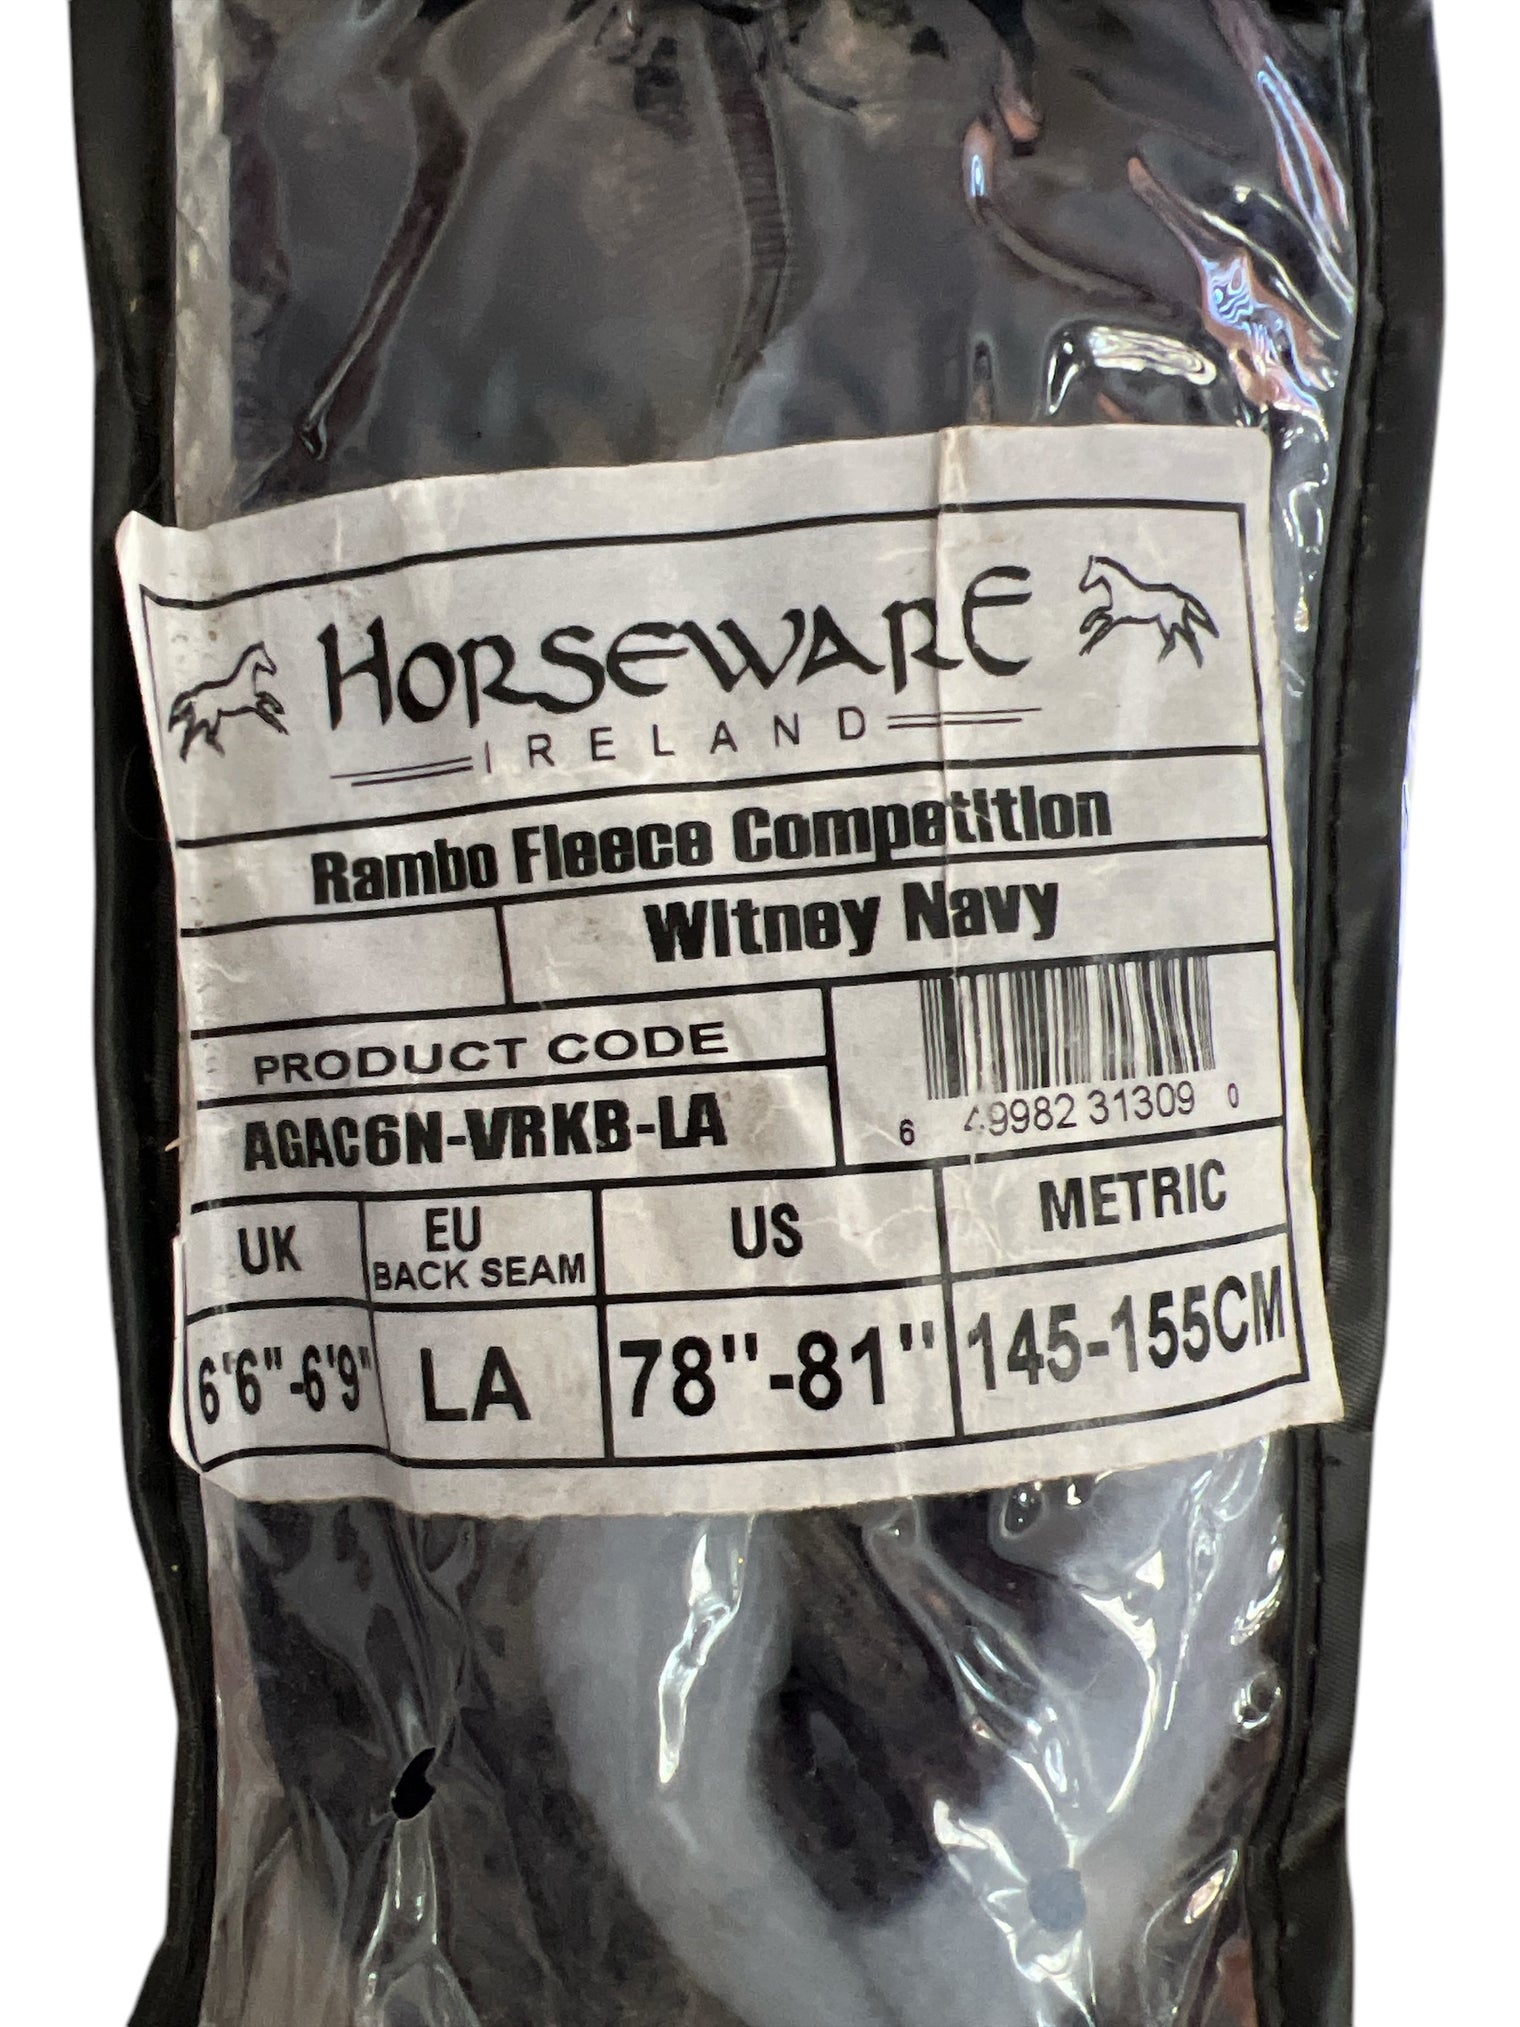 HORSEWARE
IRELAND
Rambo Fleece Competition
Witney Navy
PRODUCT CODE
AGAC6N-VRKB-LA
6 49982 31309 0
UK EU BACK SEAM US METRIC
6'6"-6'9" LA 78"-81" 145-155CM